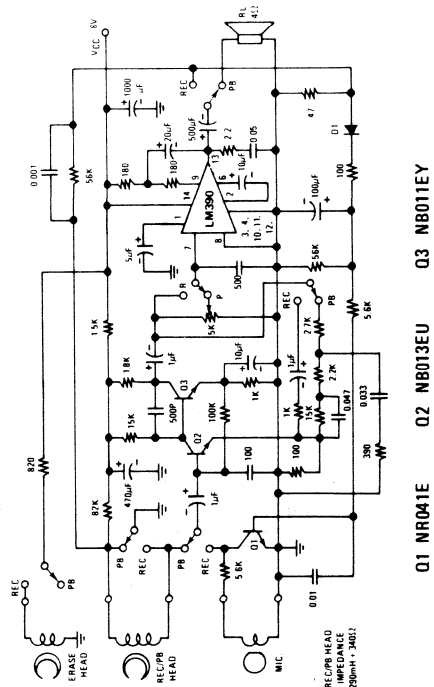 ERASE
HEAD
REC
PB
820
0.001
56K
VCC
6V
REC/PB
HEAD
PB
REC
PB
REC
82K
470µF
15K
18K
1.5K
500P
Q3
Q2
1µF
1µF
R
P
5K
5µF
1
14
7
8
LM390
3, 4,
10, 11,
12,
9
13
6
2
180
180
20µF
10µF
1000
µF
500µF
2.2
0.05
REC
PB
RL
4Ω
MIC
5.6K
Q1
100
100K
1K
10µF
500
56K
100µF
47
D1
100
5.6K
0.01
100
1K
1µF
REC
PB
15K
2.2K
2.7K
0.047
0.033
390
REC/PB HEAD
IMPEDANCE
290mH + 340Ω
Q1 NR041E
Q2 NB013EU
Q3 NB011EY